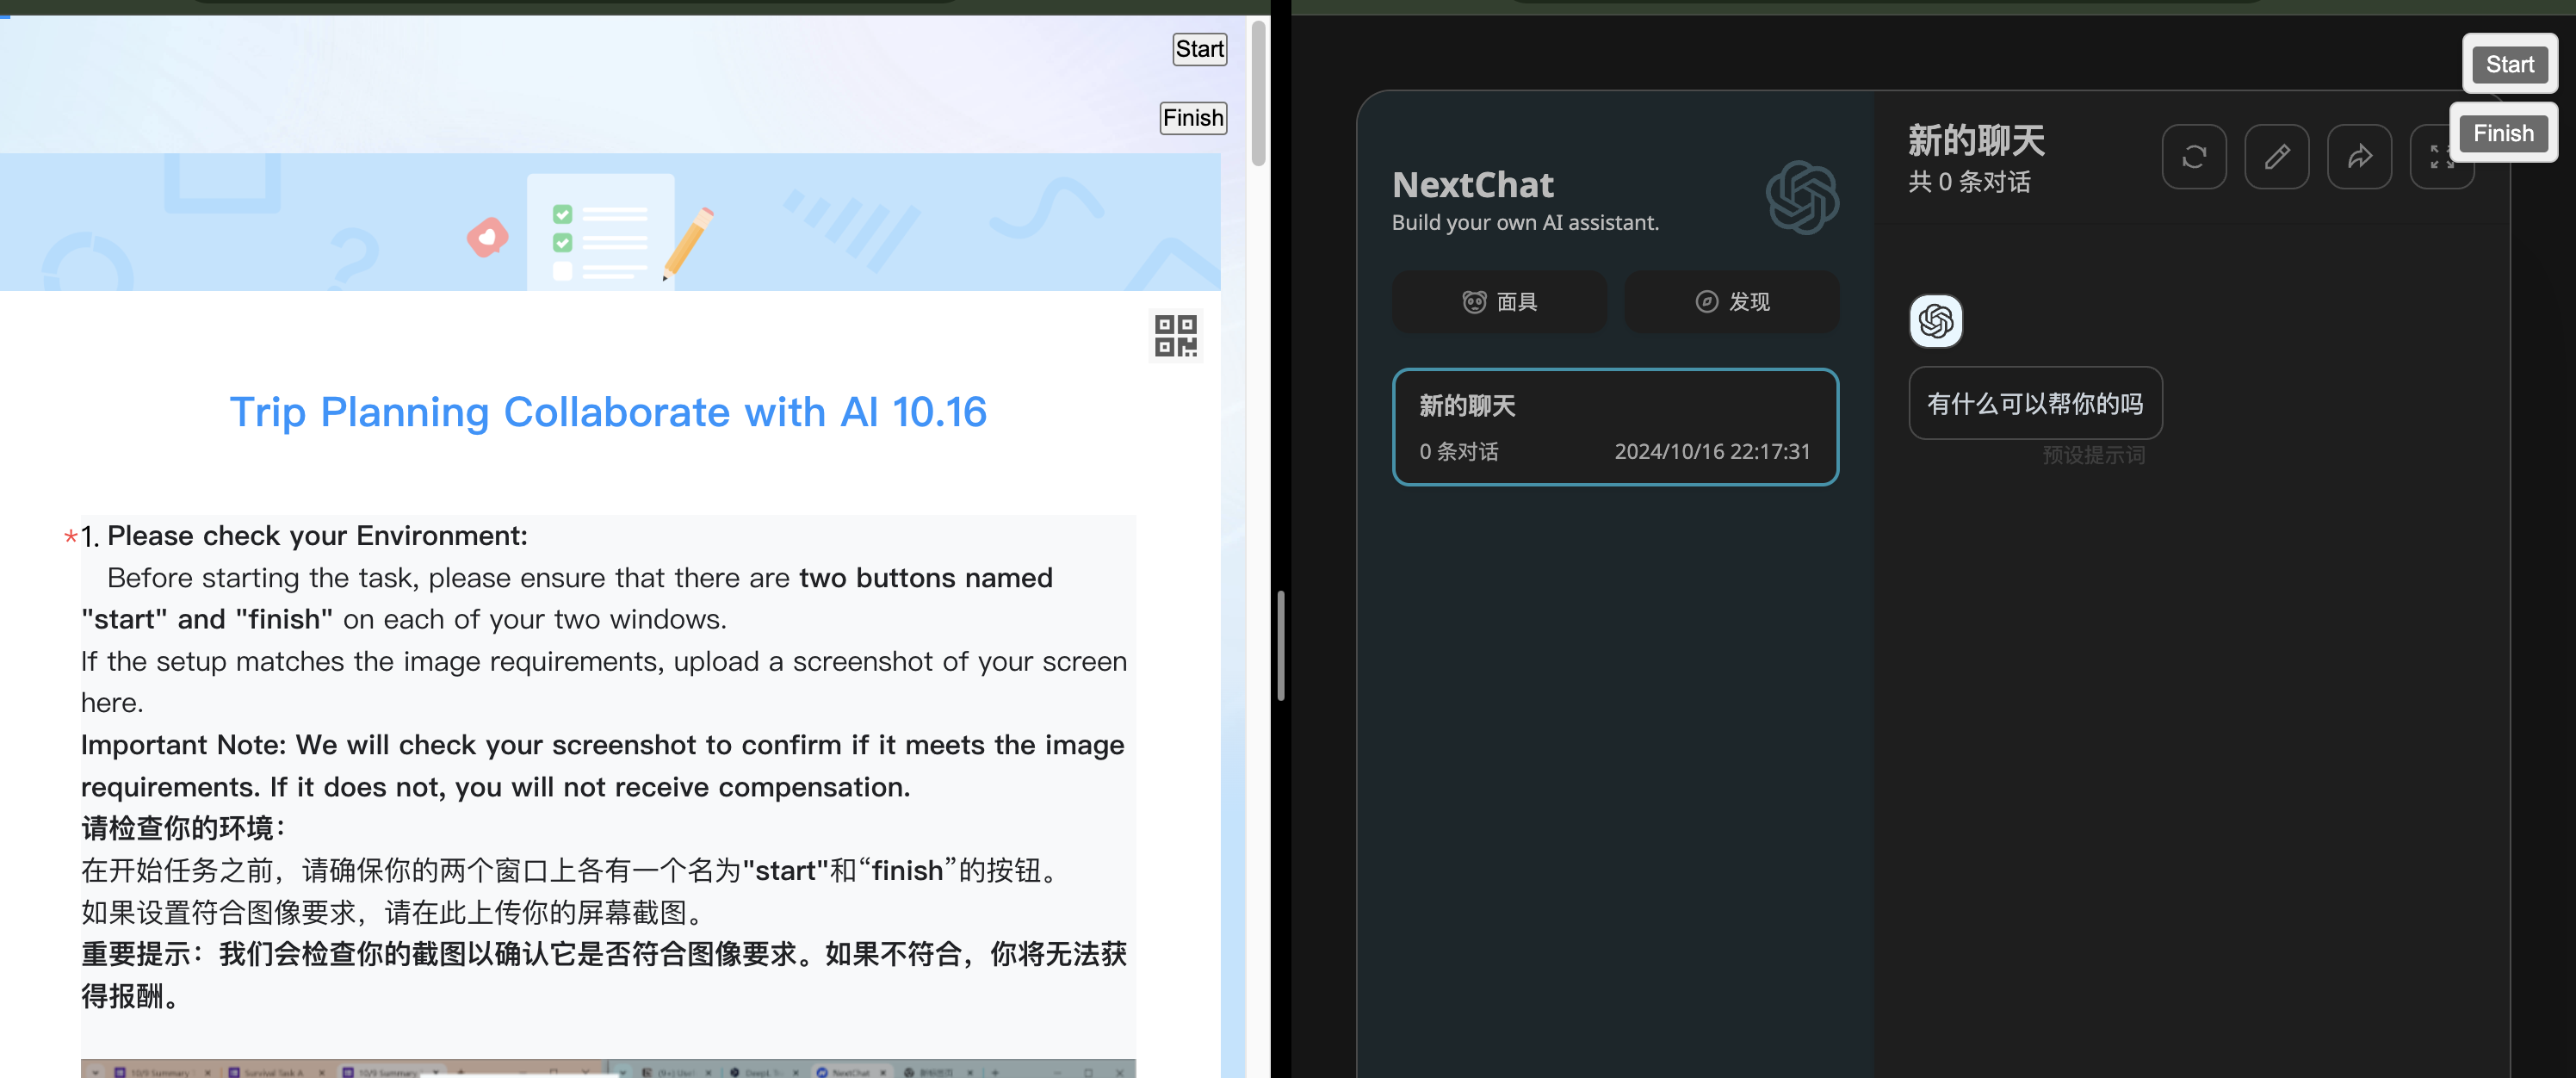 Start
Finish
Trip Planning Collaborate with AI 10.16
*1. Please check your Environment:
Before starting the task, please ensure that there are two buttons named
"start" and "finish" on each of your two windows.
If the setup matches the image requirements, upload a screenshot of your screen
here.
Important Note: We will check your screenshot to confirm if it meets the image
requirements. If it does not, you will not receive compensation.
请检查你的环境：
在开始任务之前，请确保你的两个窗口上各有一个名为"start"和“finish”的按钮。
如果设置符合图像要求，请在此上传你的屏幕截图。
重要提示：我们会检查你的截图以确认它是否符合图像要求。如果不符合，你将无法获
得报酬。
10/9 Summary
Survival Task A
10/9 Summary
NextChat
NextChat
Build your own AI assistant.
面具
发现
新的聊天
0 条对话
2024/10/16 22:17:31
新的聊天
共 0 条对话
Start
Finish
有什么可以帮你的吗
预设提示词